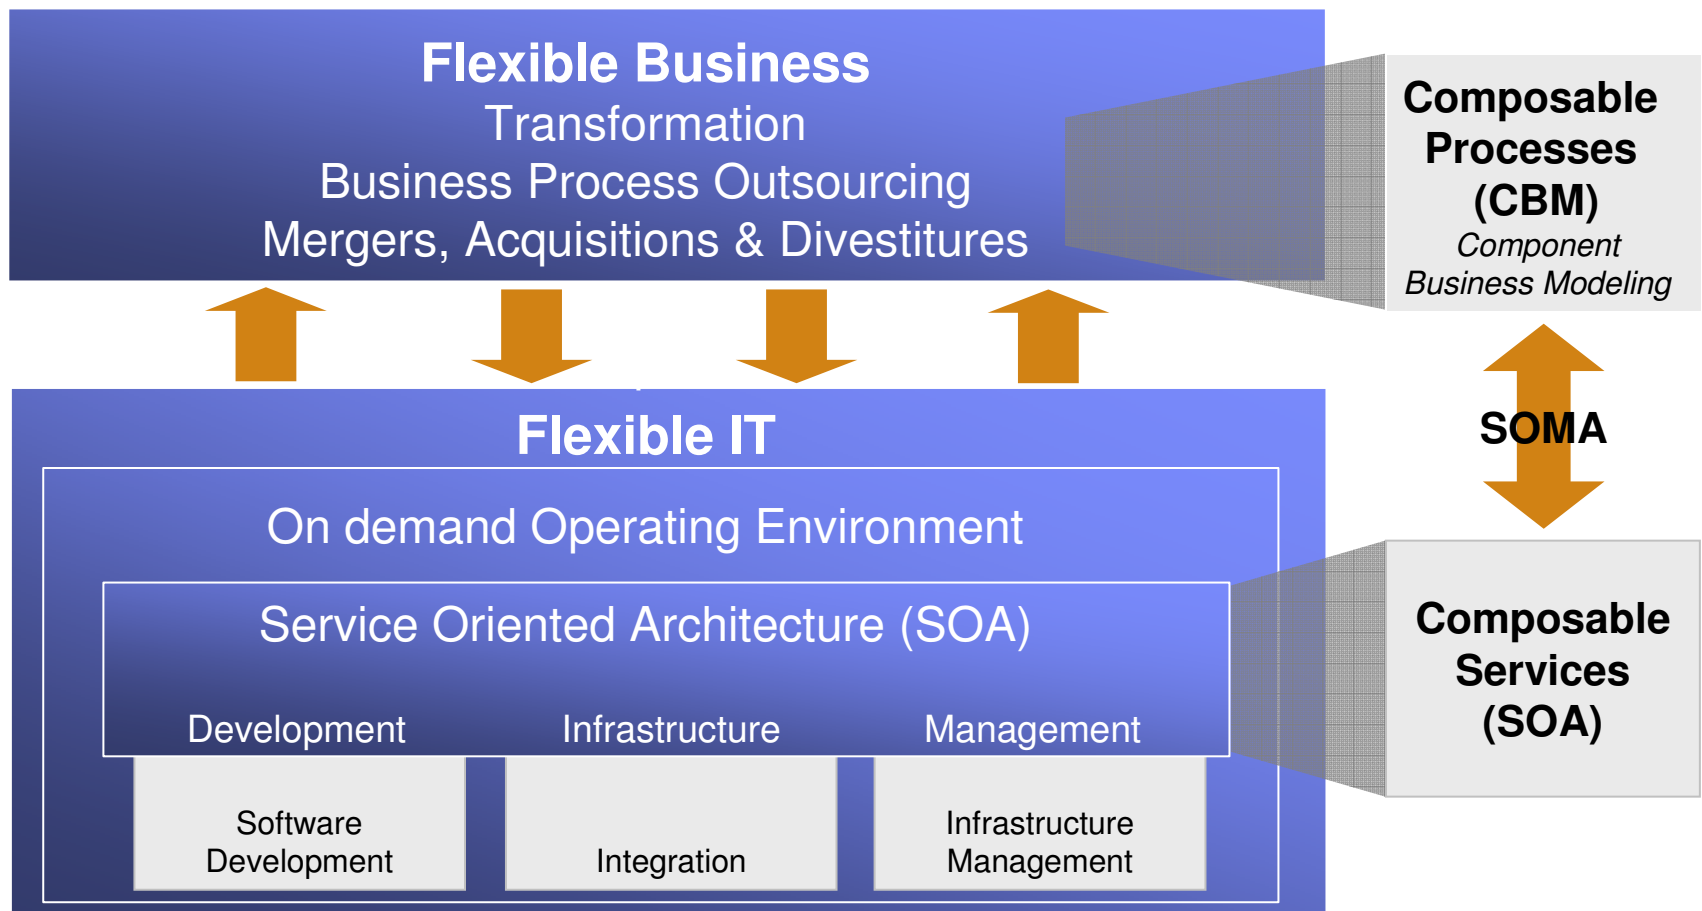 Flexible Business
Transformation
Business Process Outsourcing
Mergers, Acquisitions & Divestitures
Composable
Processes
(CBM)
Component
Business Modeling
SOMA
Flexible IT
On demand Operating Environment
Service Oriented Architecture (SOA)
Development
Infrastructure
Management
Software
Development
Integration
Infrastructure
Management
Composable
Services
(SOA)